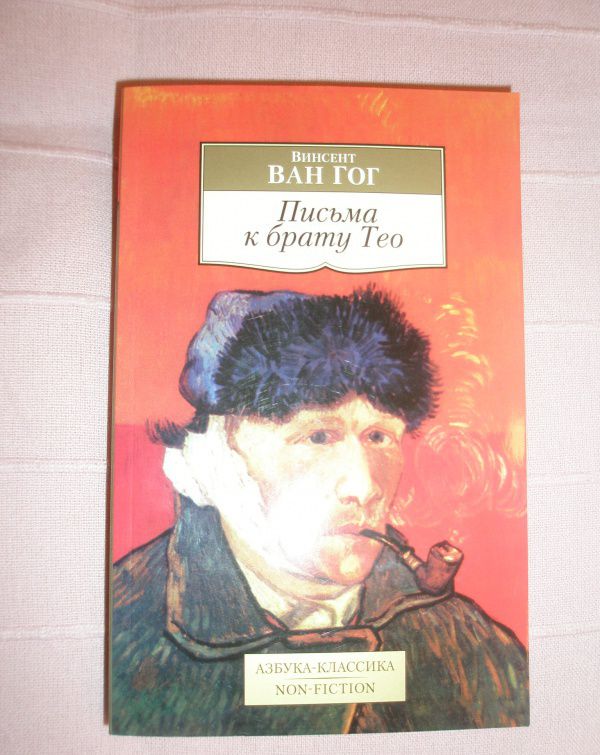 Винсент
ВАН ГОГ
Письма
к брату Тео
АЗБУКА-КЛАССИКА
NON-FICTION